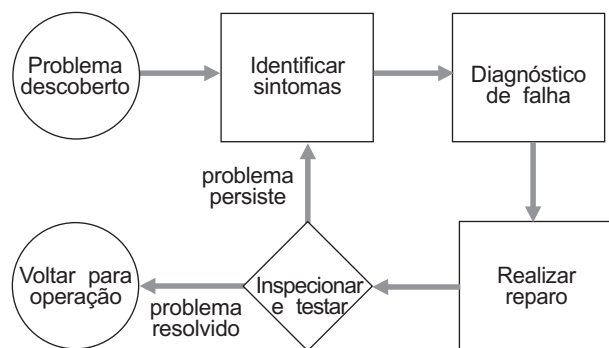 Problema
descoberto
Identificar
sintomas
Diagnóstico
de falha
problema
persiste
Voltar para
operação
problema
resolvido
Inspecionar
e testar
Realizar
reparo